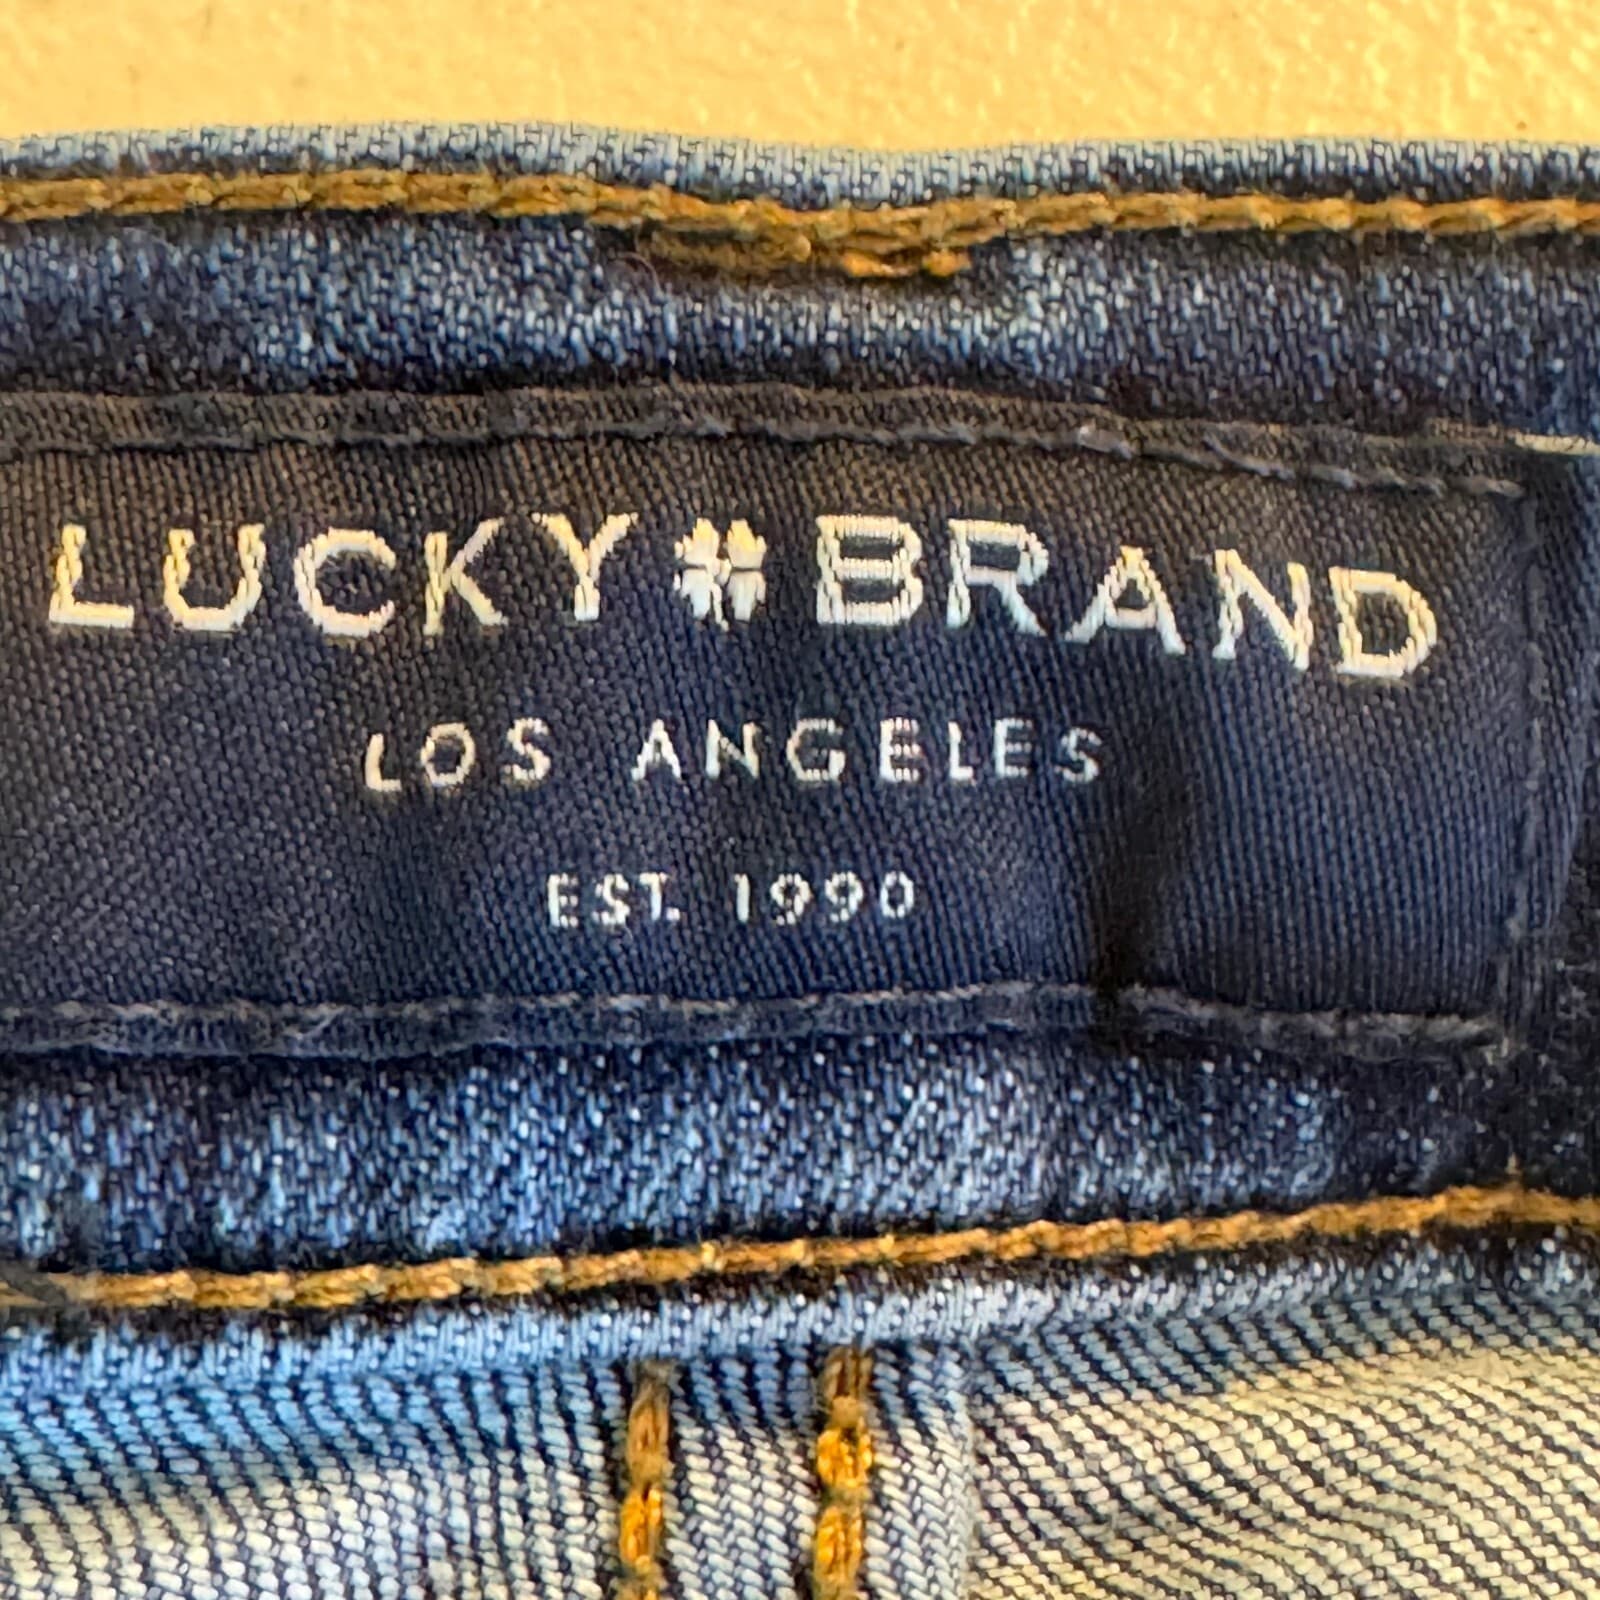 LUCKY BRAND
LOS ANGELES
EST. 1990